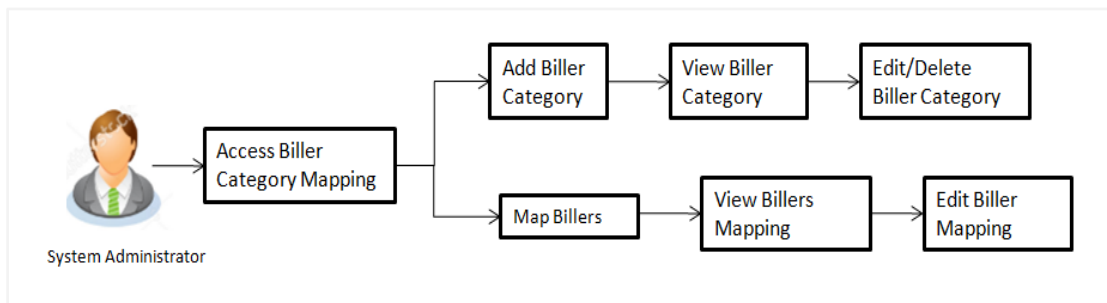 Add Biller
Category
View Biller
Category
Edit/Delete
Biller Category
Access Biller
Category Mapping
Map Billers
View Billers
Mapping
Edit Biller
Mapping
System Administrator